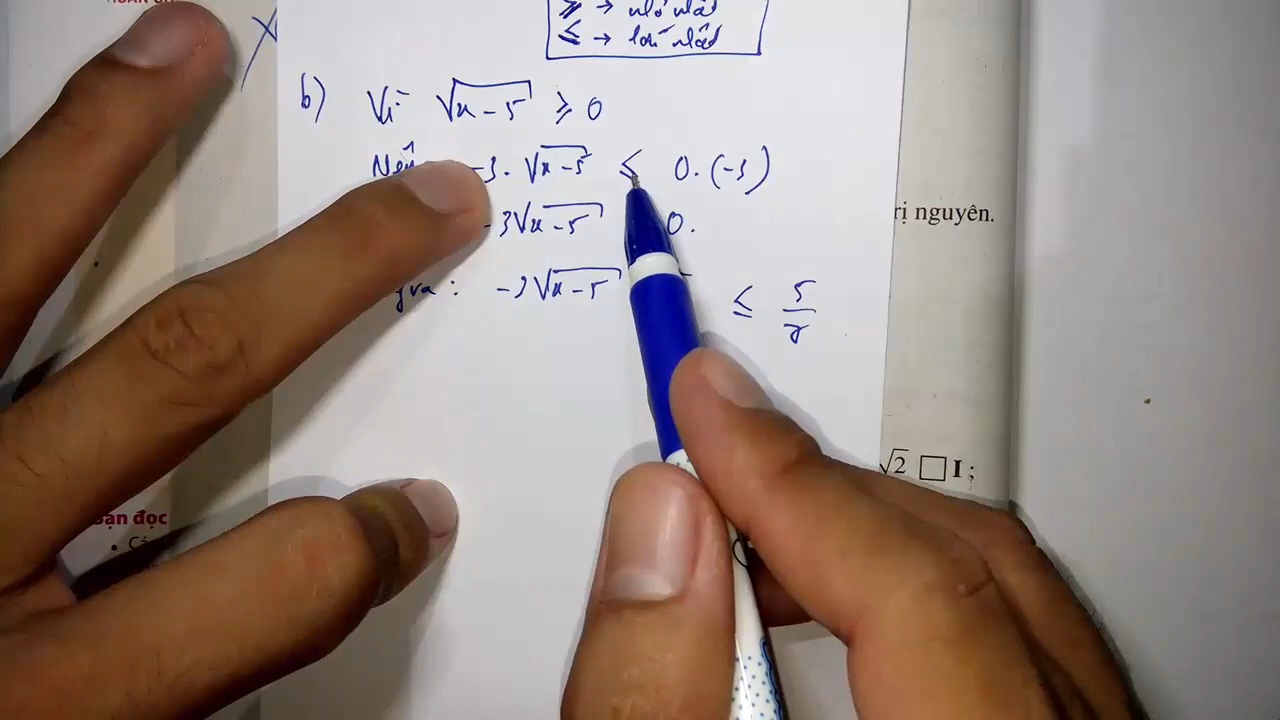 ≥ → nhỏ nhất
≤ → lớn nhất
b) Vì √x-5 ≥ 0
Nên -3. √x-5 ≤ 0.(-3)
-3√x-5 0.
-3√x-5 ≤ 5/
rị nguyên.
√2 □ I;
bạn đọc